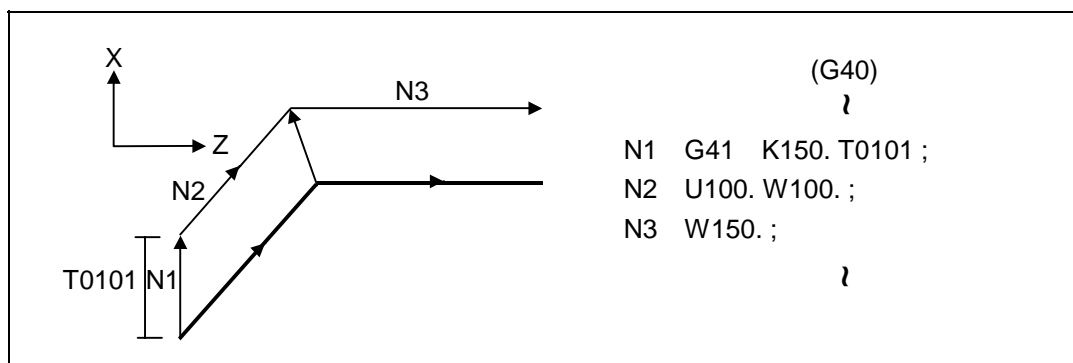 X
Z
N3
N2
T0101 N1
(G40)
~
N1 G41 K150. T0101 ;
N2 U100. W100. ;
N3 W150. ;
~